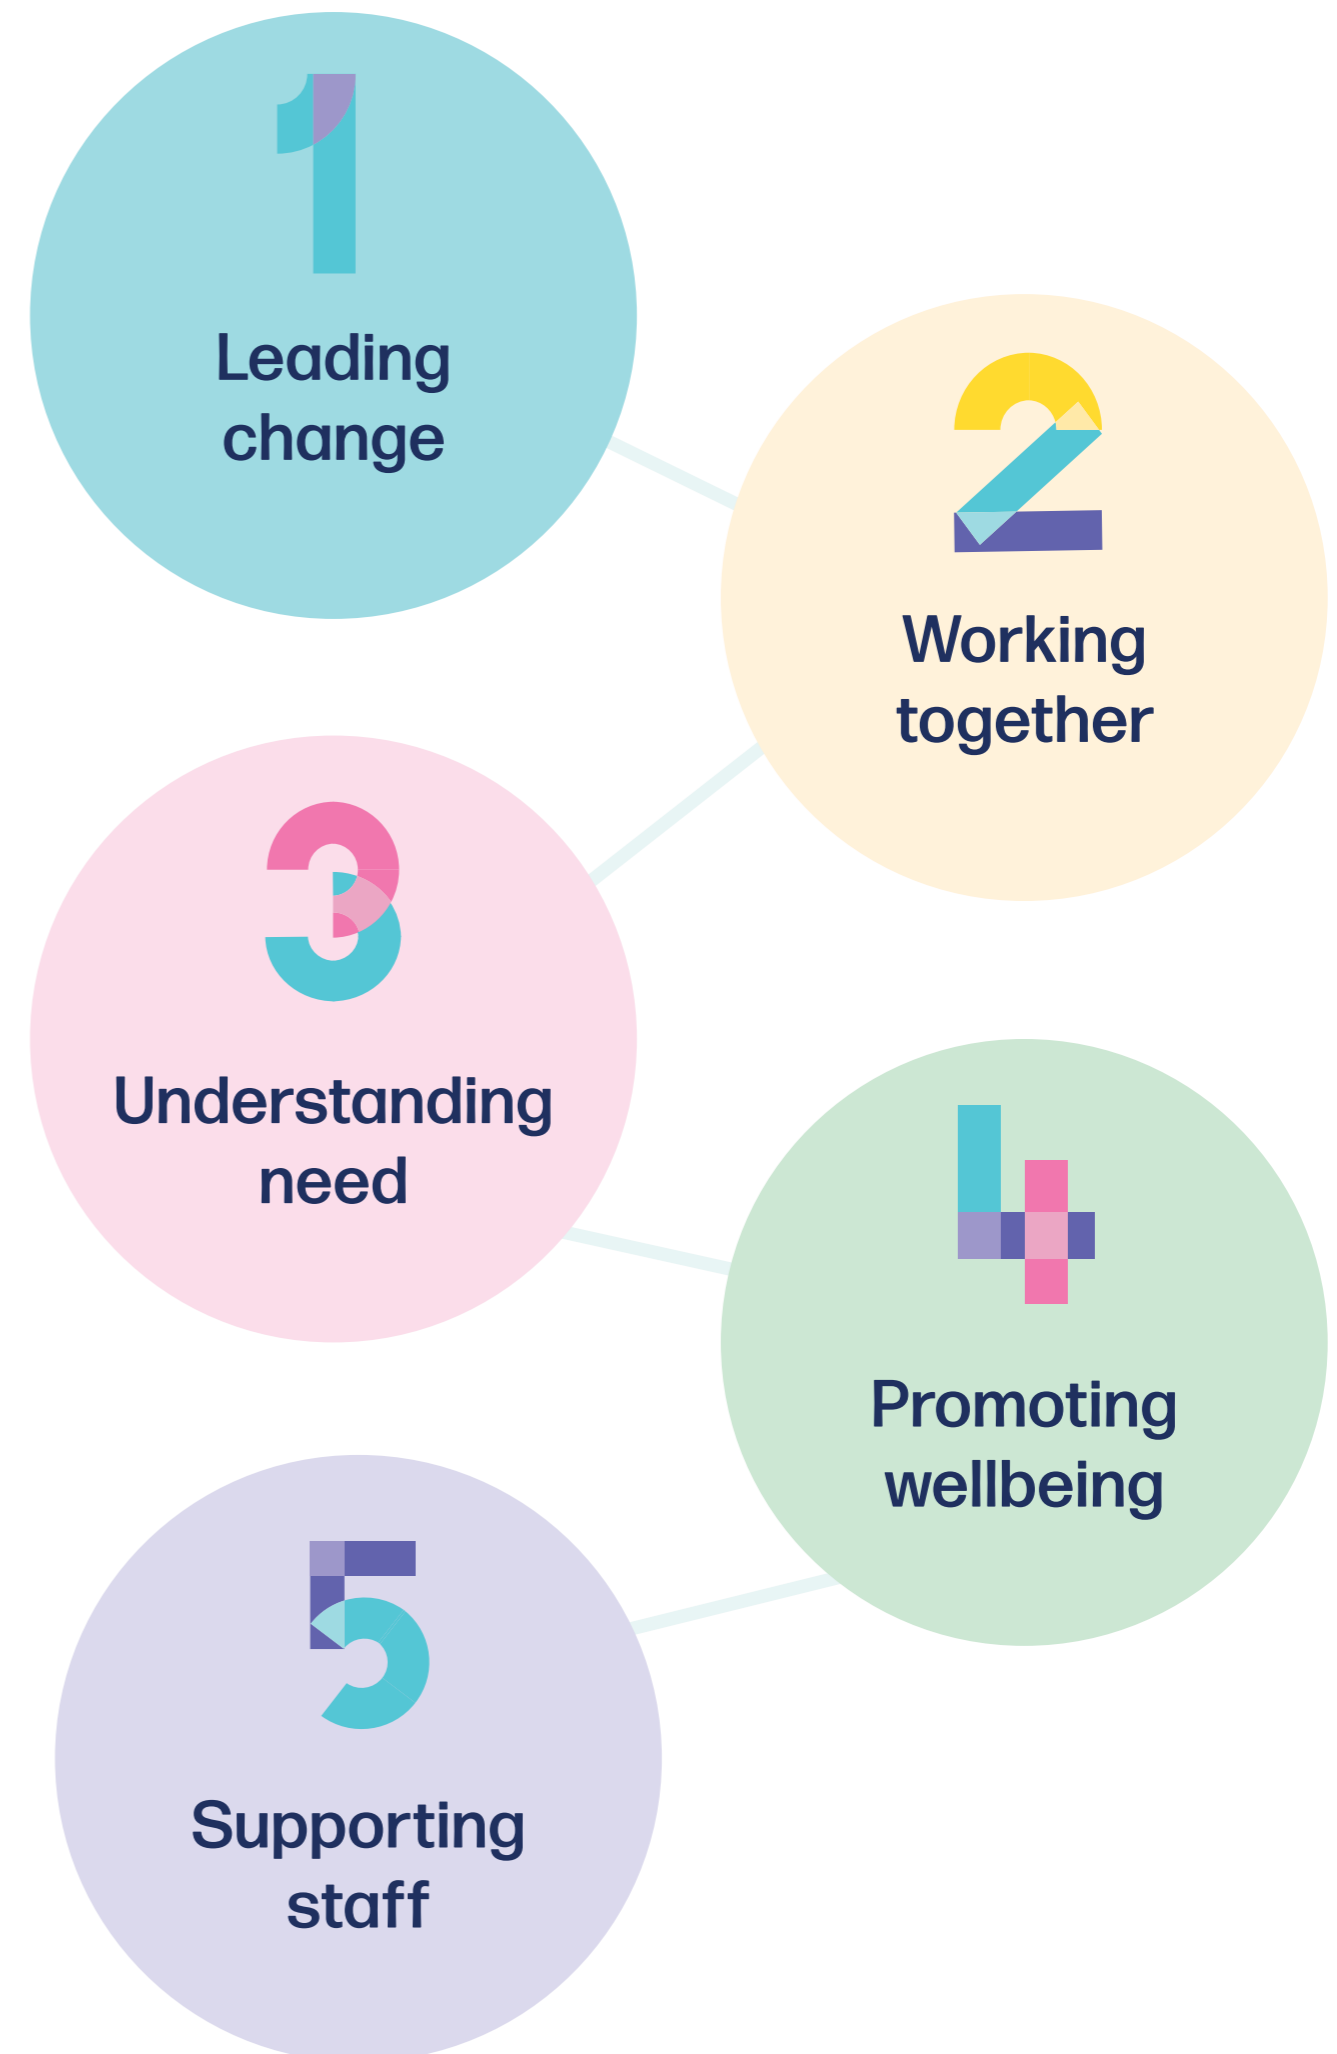 1
Leading
change
2
Working
together
3
Understanding
need
4
Promoting
wellbeing
5
Supporting
staff